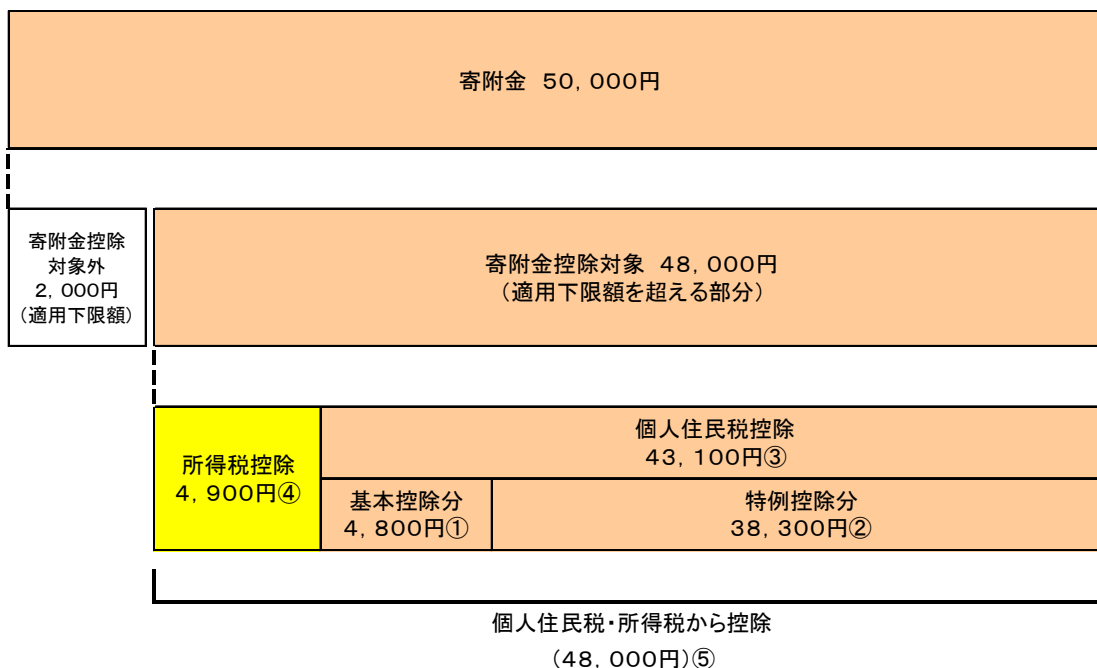 寄附金 50，000円
寄附金控除
対象外
2，000円
（適用下限額）
寄附金控除対象 48，000円
（適用下限額を超える部分）
所得税控除
4，900円④
個人住民税控除
43，100円③
基本控除分
4，800円①
特例控除分
38，300円②
個人住民税・所得税から控除
（48，000円）⑤